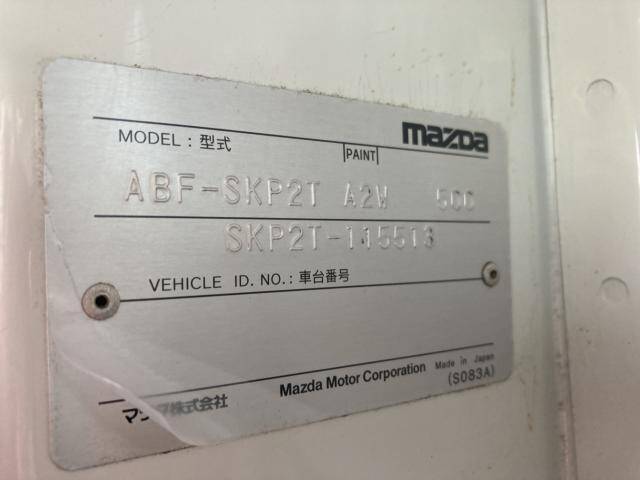 mazda
MODEL : 型式 PAINT
ABF-SKP2T A2W 5CC
SKP2T-115513
VEHICLE ID. NO. : 車台番号
Made in Japan
Mazda Motor Corporation (S083A)
株式会社